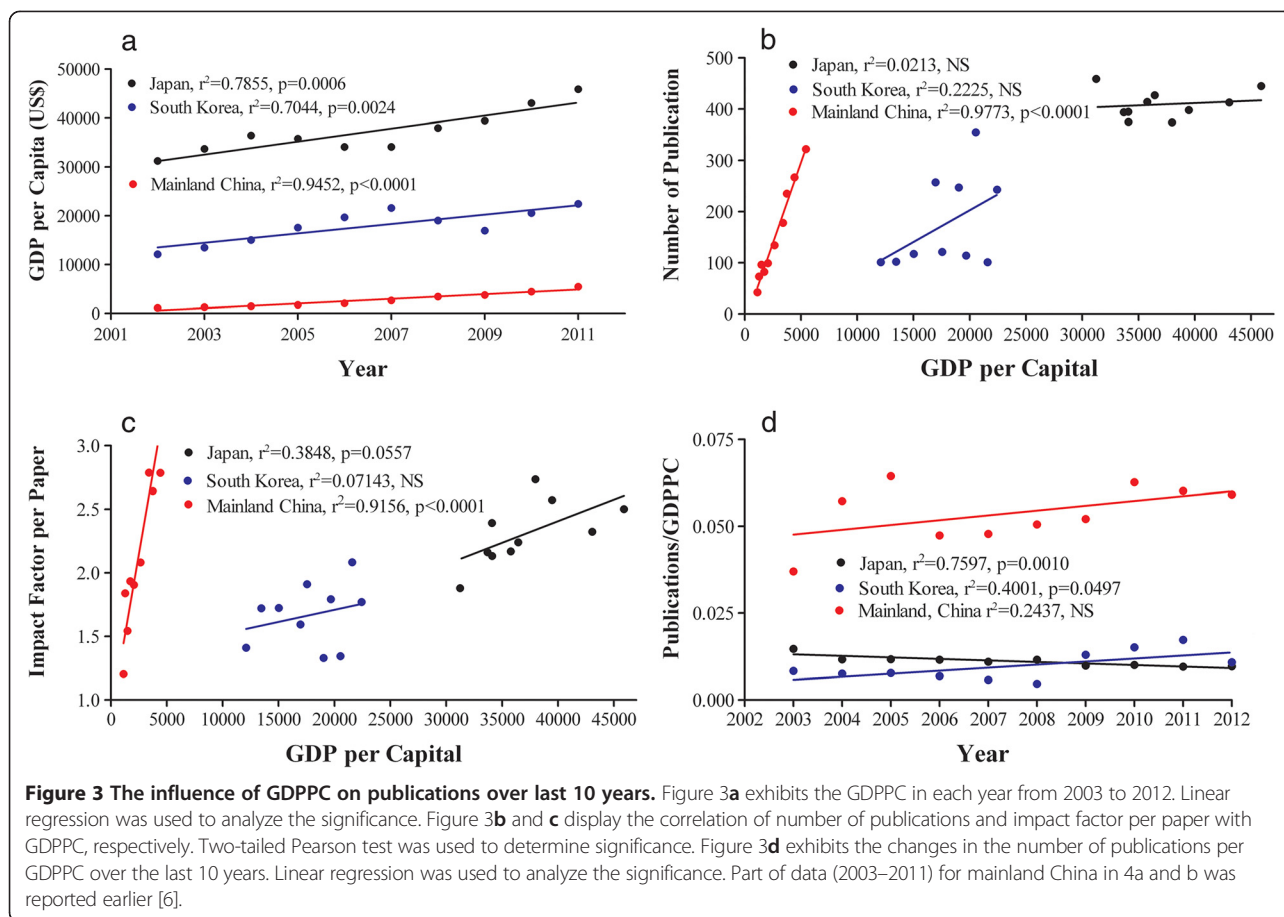 a
50000
40000
30000
20000
10000
0
GDP per Capita (US$)
Japan, r²=0.7855, p=0.0006
South Korea, r²=0.7044, p=0.0024
Mainland China, r²=0.9452, p<0.0001
2001 2003 2005 2007 2009 2011
Year
b
500
400
300
200
100
0
Number of Publication
Japan, r²=0.0213, NS
South Korea, r²=0.2225, NS
Mainland China, r²=0.9773, p<0.0001
0 5000 10000 15000 20000 25000 30000 35000 40000 45000
GDP per Capital
c
3.0
2.5
2.0
1.5
1.0
Impact Factor per Paper
Japan, r²=0.3848, p=0.0557
South Korea, r²=0.07143, NS
Mainland China, r²=0.9156, p<0.0001
0 5000 10000 15000 20000 25000 30000 35000 40000 45000
GDP per Capital
d
0.075
0.050
0.025
0.000
Publications/GDPPC
Japan, r²=0.7597, p=0.0010
South Korea, r²=0.4001, p=0.0497
Mainland, China r²=0.2437, NS
2002 2003 2004 2005 2006 2007 2008 2009 2010 2011 2012
Year
Figure 3 The influence of GDPPC on publications over last 10 years. Figure 3a exhibits the GDPPC in each year from 2003 to 2012. Linear
regression was used to analyze the significance. Figure 3b and c display the correlation of number of publications and impact factor per paper with
GDPPC, respectively. Two-tailed Pearson test was used to determine significance. Figure 3d exhibits the changes in the number of publications per
GDPPC over the last 10 years. Linear regression was used to analyze the significance. Part of data (2003–2011) for mainland China in 4a and b was
reported earlier [6].